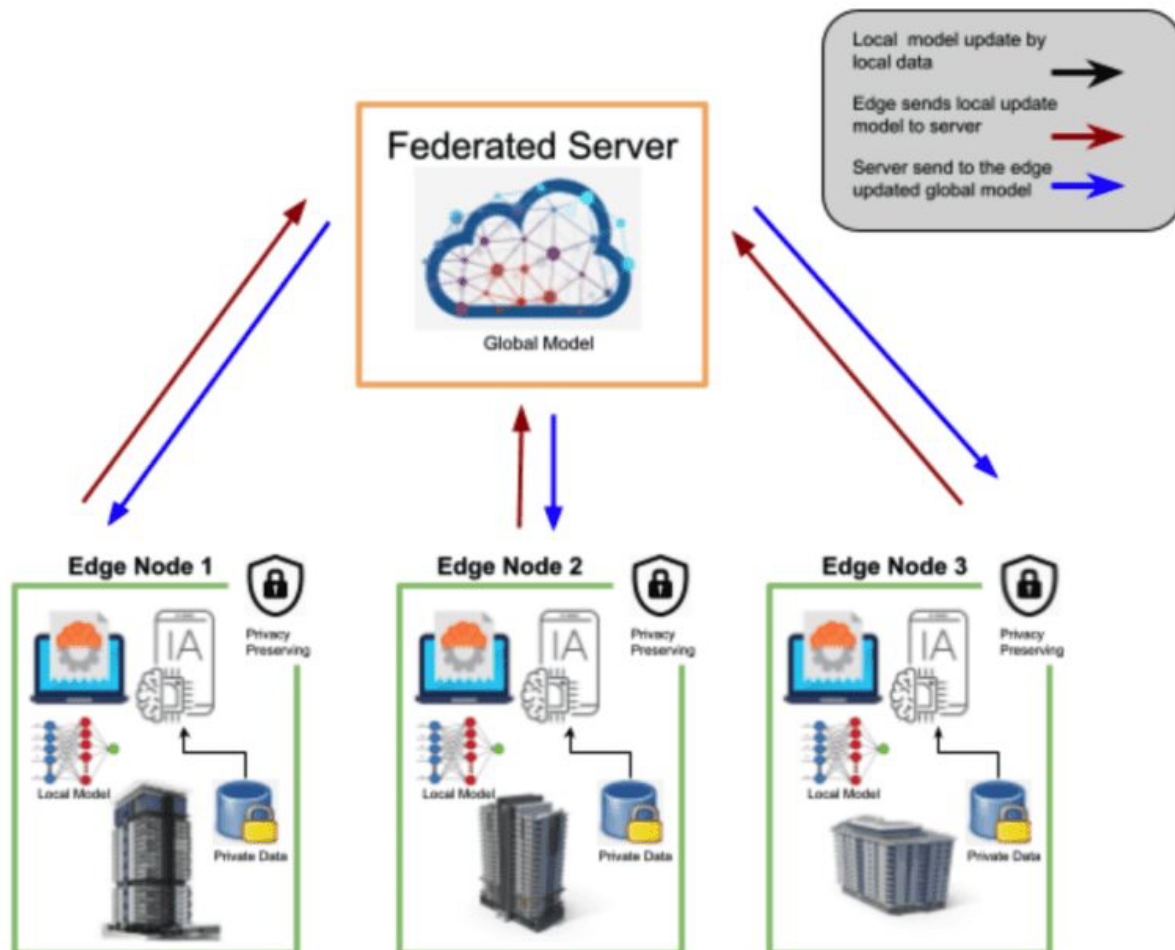 Local model update by
local data
Edge sends local update
model to server
Server send to the edge
updated global model
Federated Server
Global Model
Edge Node 1
Privacy
Preserving
IA
Local Model
Private Data
Edge Node 2
Privacy
Preserving
IA
Local Model
Private Data
Edge Node 3
Privacy
Preserving
IA
Local Model
Private Data